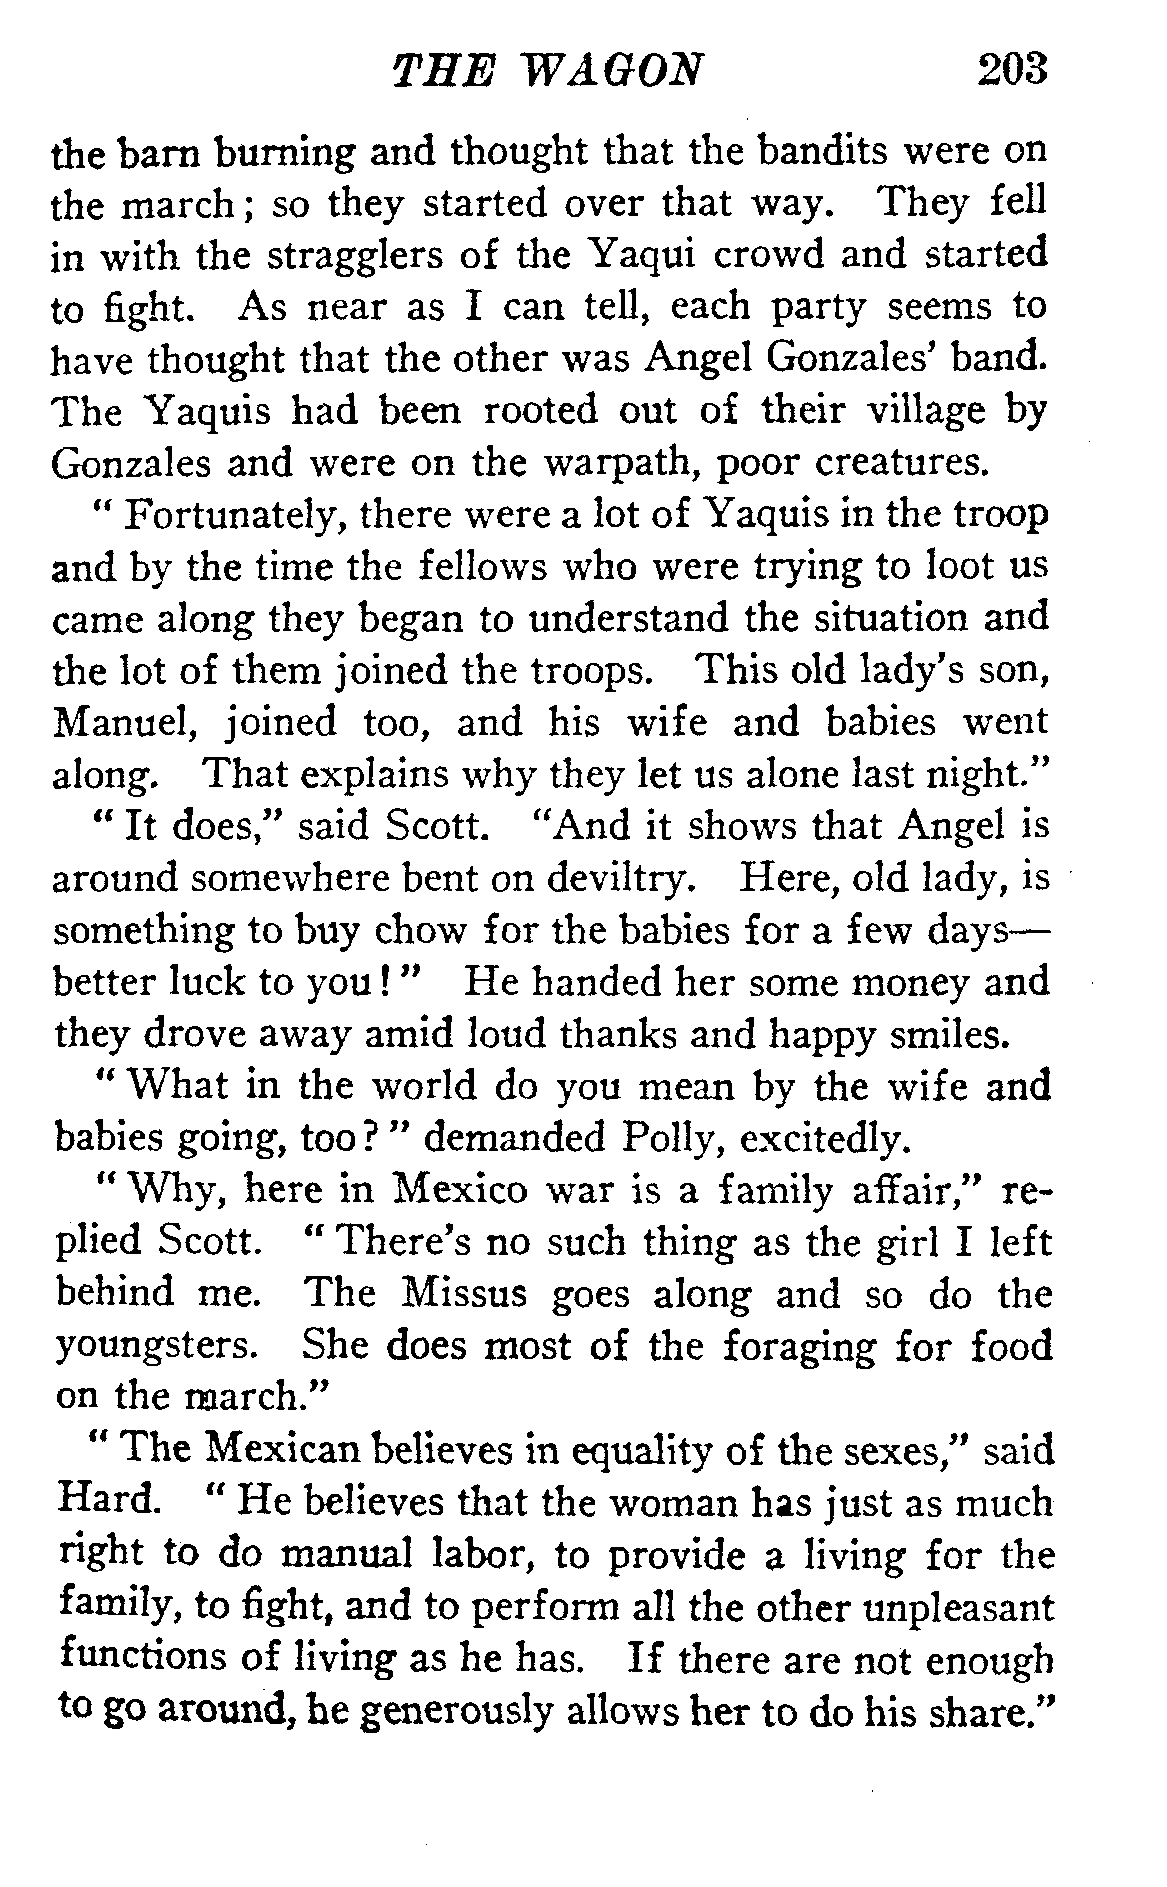 THE WAGON 203
the barn burning and thought that the bandits were on
the march; so they started over that way. They fell
in with the stragglers of the Yaqui crowd and started
to fight. As near as I can tell, each party seems to
have thought that the other was Angel Gonzales' band.
The Yaquis had been rooted out of their village by
Gonzales and were on the warpath, poor creatures.
" Fortunately, there were a lot of Yaquis in the troop
and by the time the fellows who were trying to loot us
came along they began to understand the situation and
the lot of them joined the troops. This old lady's son,
Manuel, joined too, and his wife and babies went
along. That explains why they let us alone last night."
" It does," said Scott. "And it shows that Angel is
around somewhere bent on deviltry. Here, old lady, is
something to buy chow for the babies for a few days—
better luck to you!" He handed her some money and
they drove away amid loud thanks and happy smiles.
" What in the world do you mean by the wife and
babies going, too?" demanded Polly, excitedly.
" Why, here in Mexico war is a family affair," re-
plied Scott. " There's no such thing as the girl I left
behind me. The Missus goes along and so do the
youngsters. She does most of the foraging for food
on the march."
" The Mexican believes in equality of the sexes," said
Hard. " He believes that the woman has just as much
right to do manual labor, to provide a living for the
family, to fight, and to perform all the other unpleasant
functions of living as he has. If there are not enough
to go around, he generously allows her to do his share."